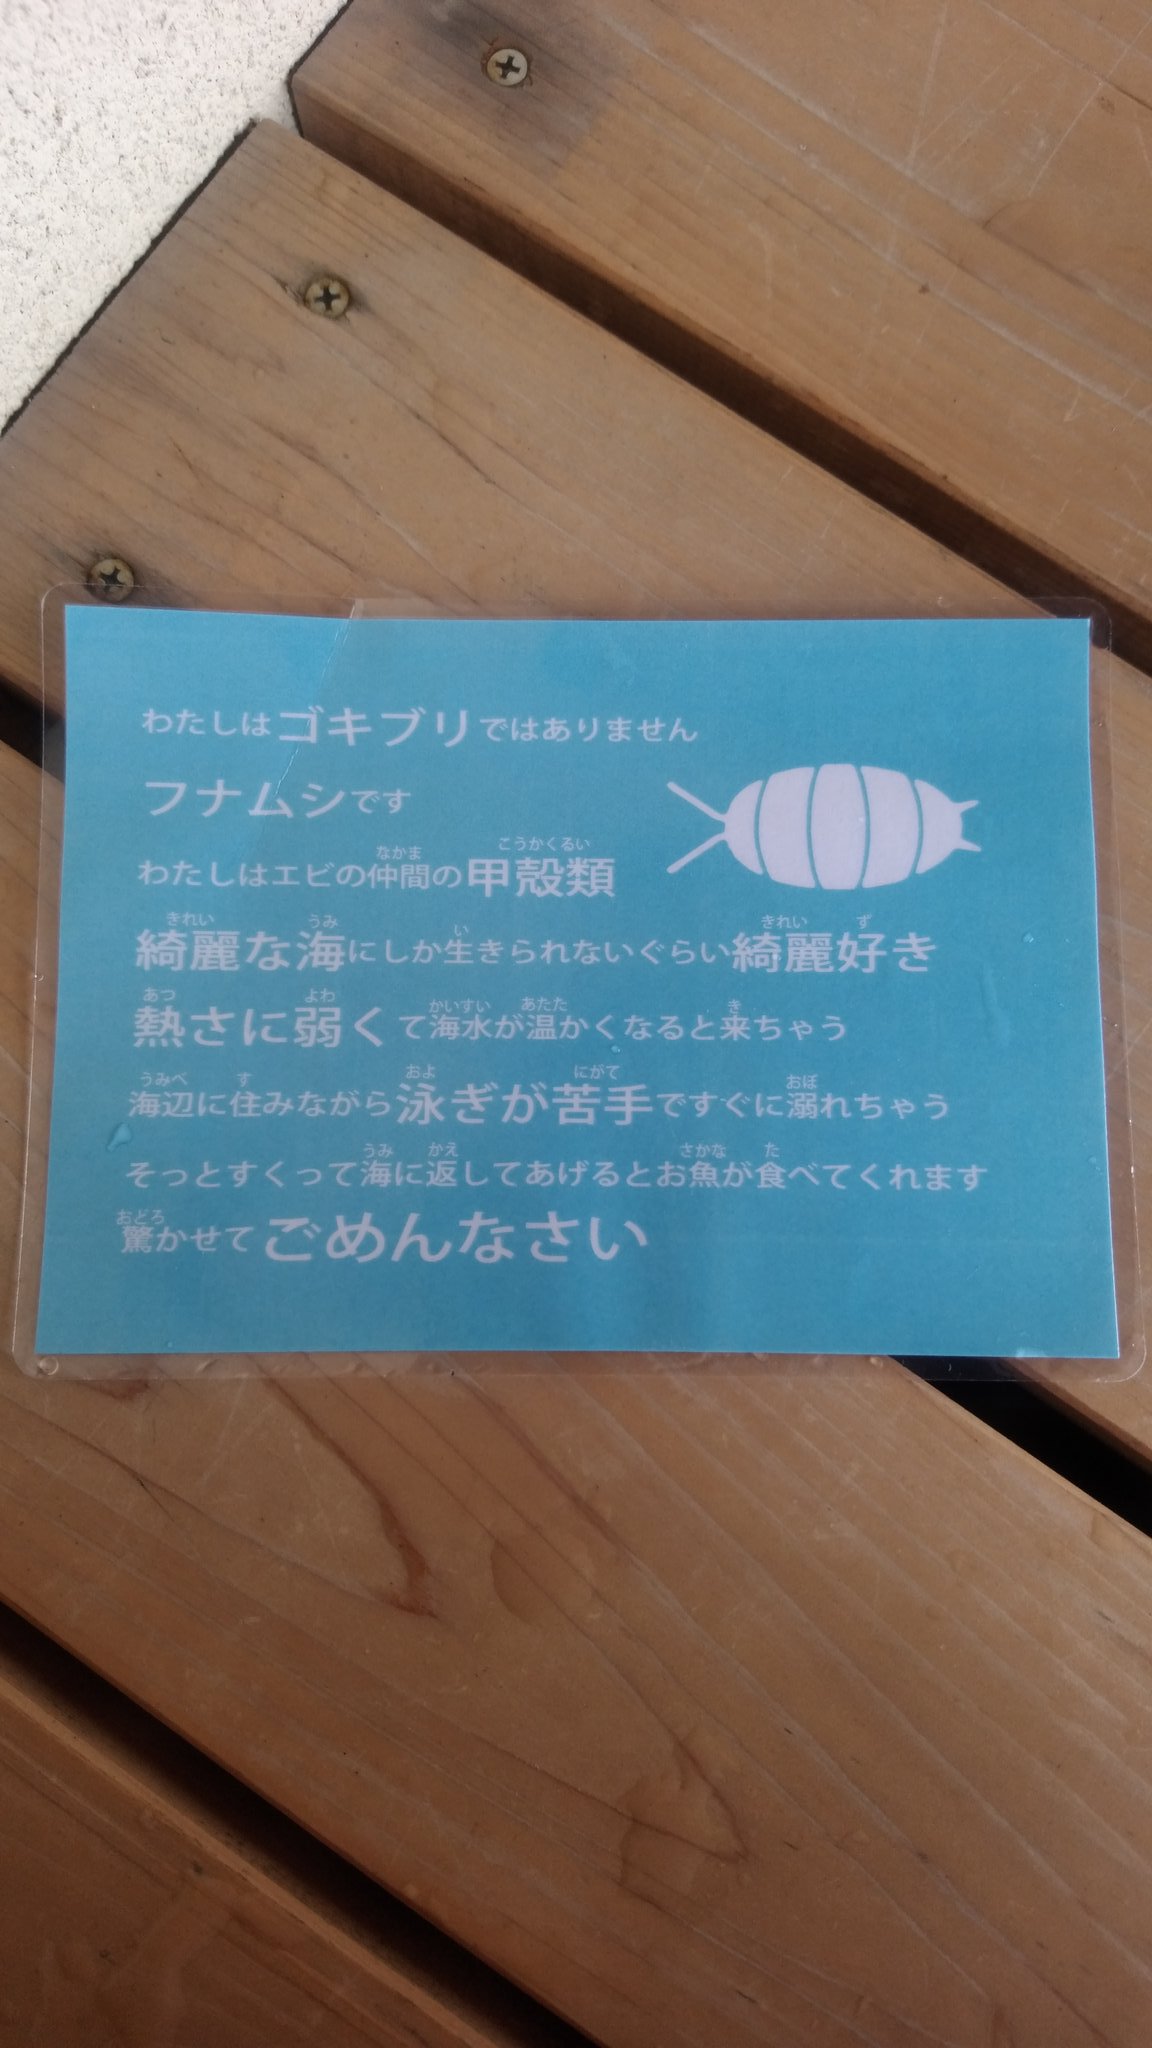 わたしはゴキブリではありません
フナムシです
わたしはエビの仲間の甲殻類
綺麗な海にしか生きられないぐらい綺麗好き
熱さに弱くて海水が温かくなると来ちゃう
海辺に住みながら泳ぎが苦手ですぐに溺れちゃう
そっとすくって海に返してあげるとお魚が食べてくれます
驚かせてごめんなさい